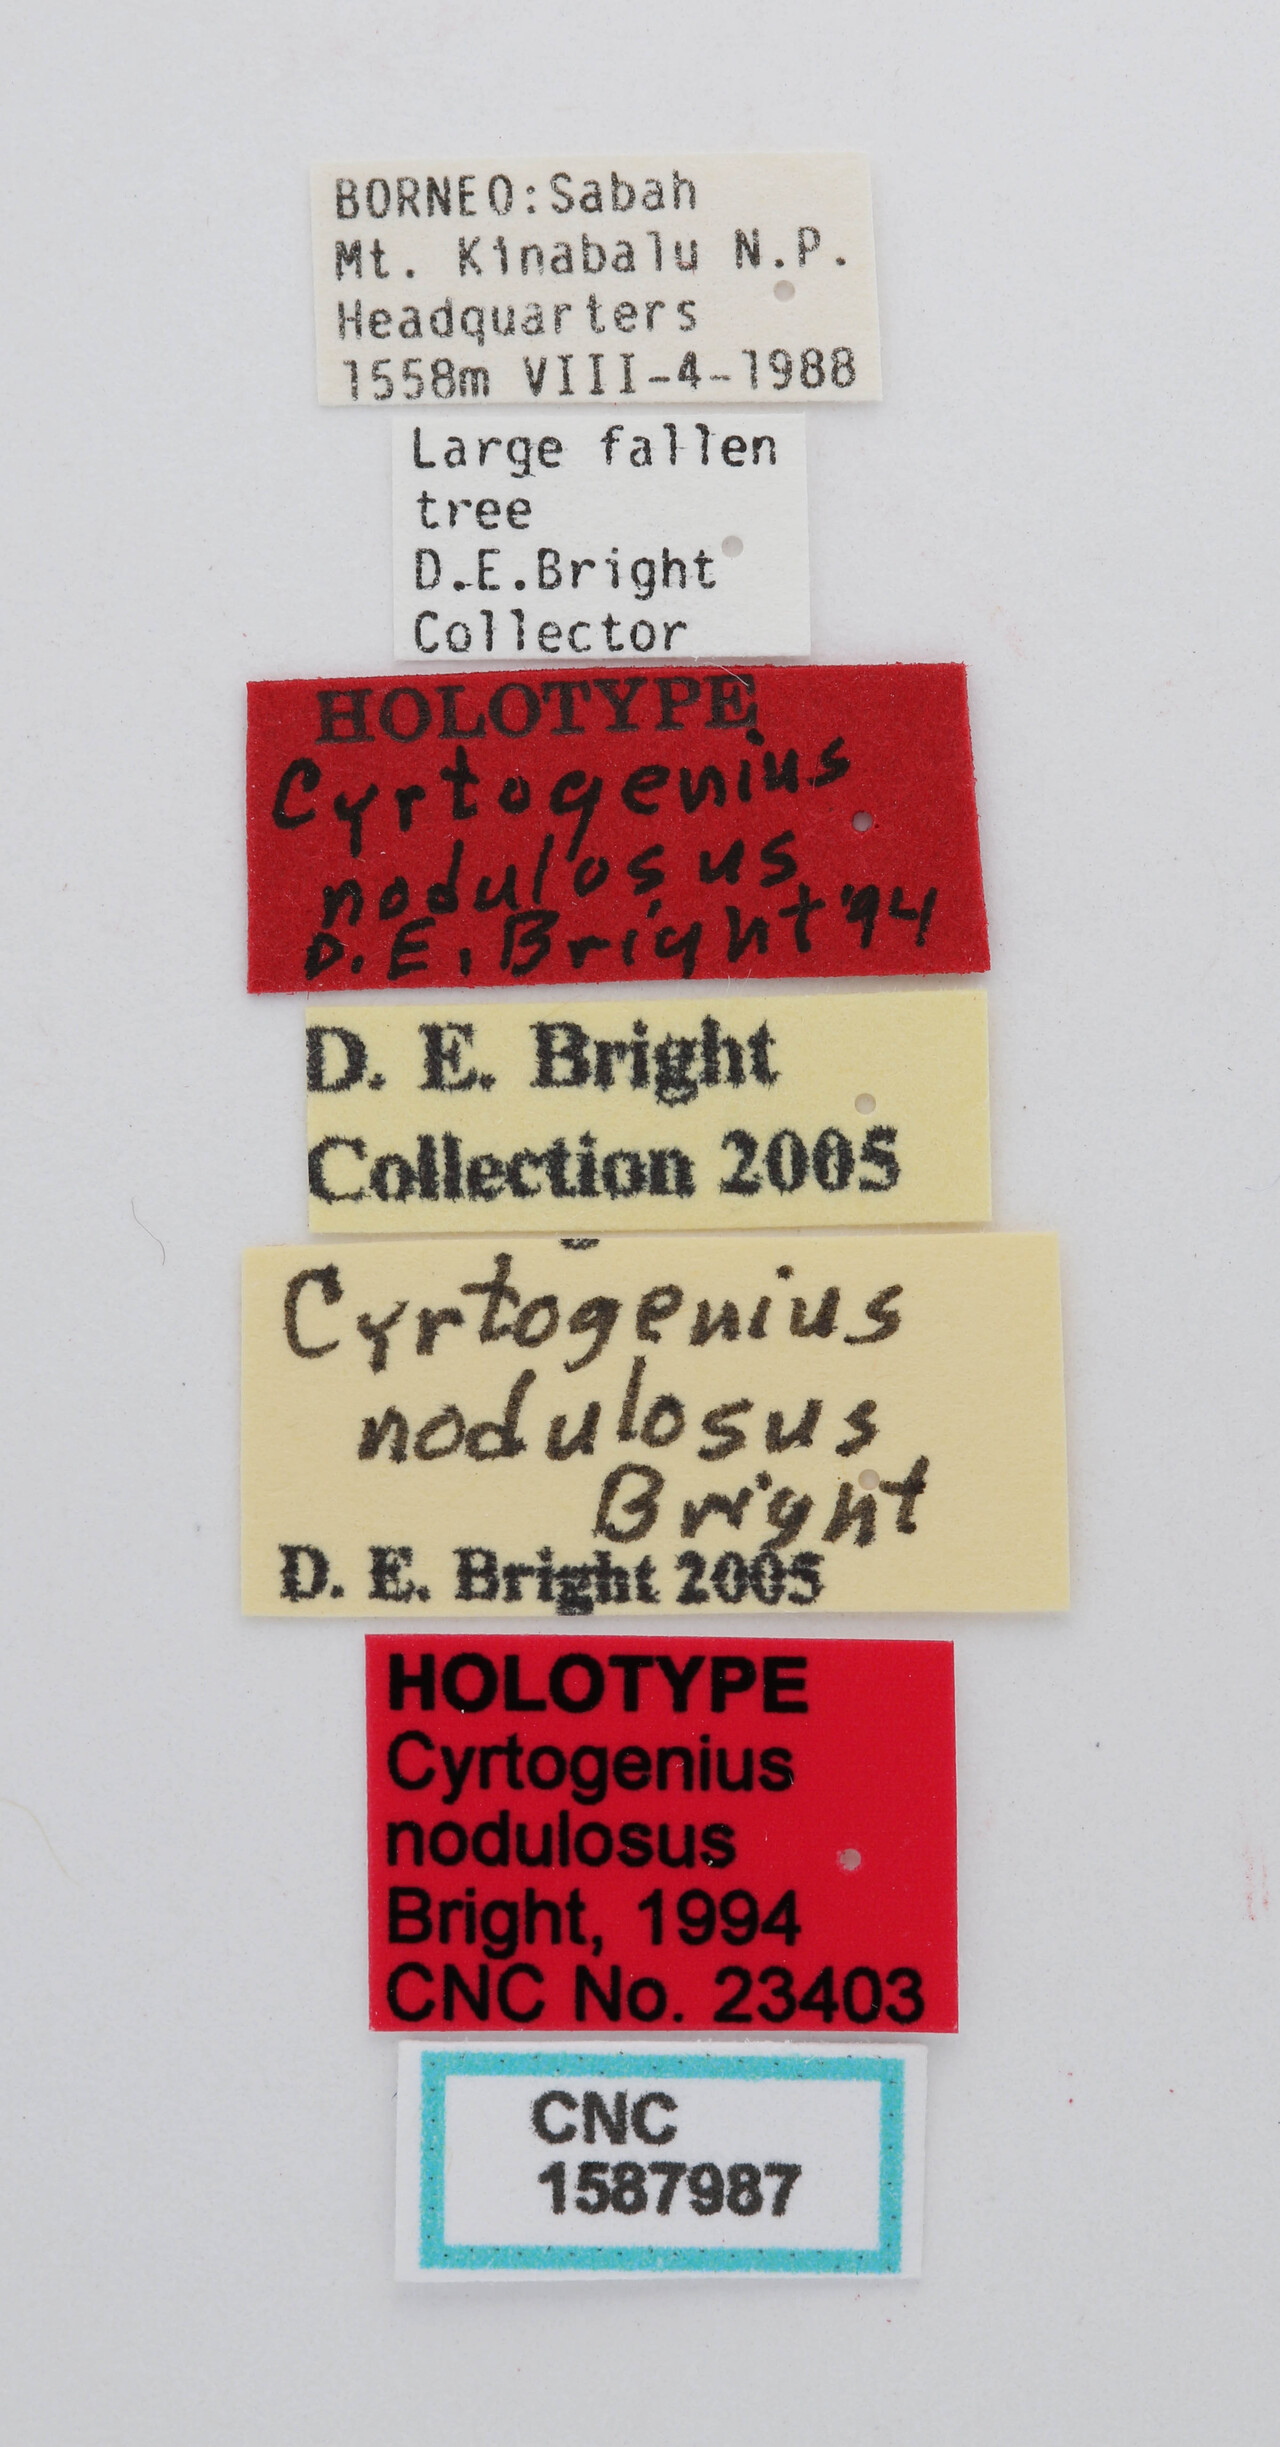 BORNEO:Sabah
Mt. Kinabalu N.P.
Headquarters
1558m VIII-4-1988
Large fallen
tree
D.E.Bright
Collector
HOLOTYPE
Cyrtogenius
nodulosus
D.E. Bright '94
D. E. Bright
Collection 2005
Cyrtogenius
nodulosus
Bright
D. E. Bright 2005
HOLOTYPE
Cyrtogenius
nodulosus
Bright, 1994
CNC No. 23403
CNC
1587987